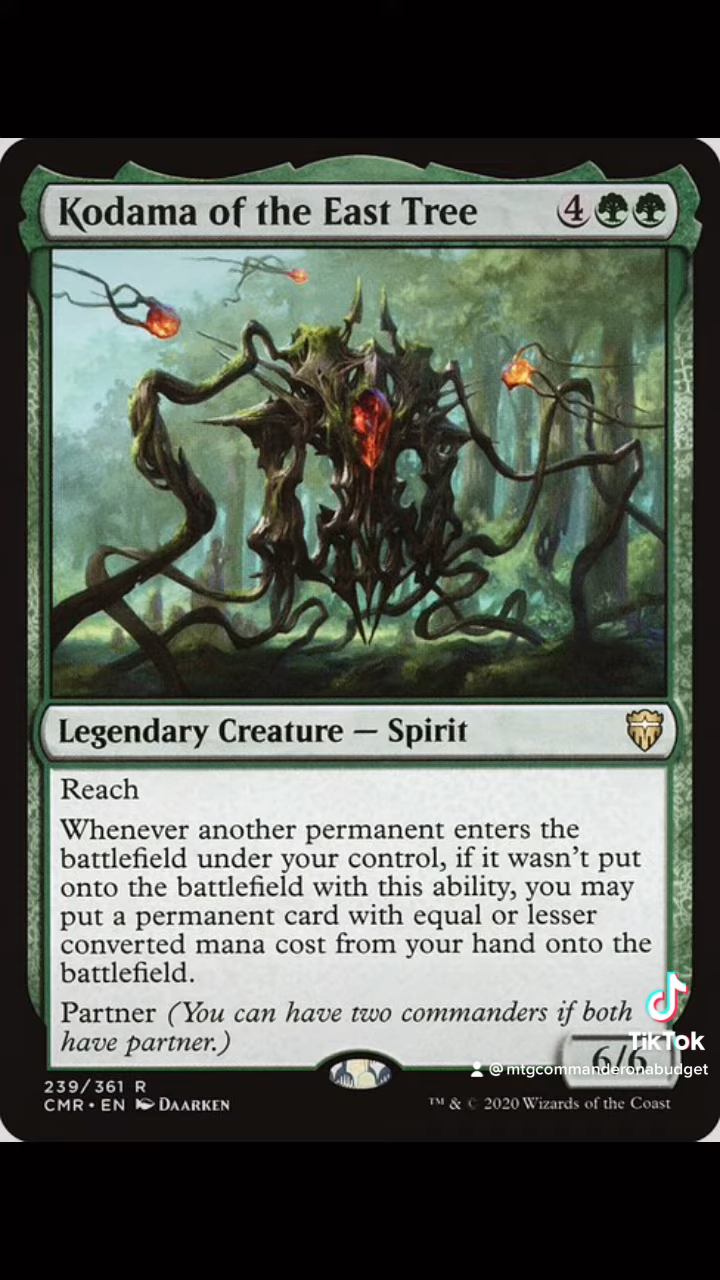 Kodama of the East Tree 4
Legendary Creature — Spirit
Reach
Whenever another permanent enters the
battlefield under your control, if it wasn't put
onto the battlefield with this ability, you may
put a permanent card with equal or lesser
converted mana cost from your hand onto the
battlefield.
Partner (You can have two commanders if both
have partner.)
6/6
TikTok
@mtgcommanderonabudget
239/361 R
CMR • EN DAARKEN
™ & © 2020 Wizards of the Coast